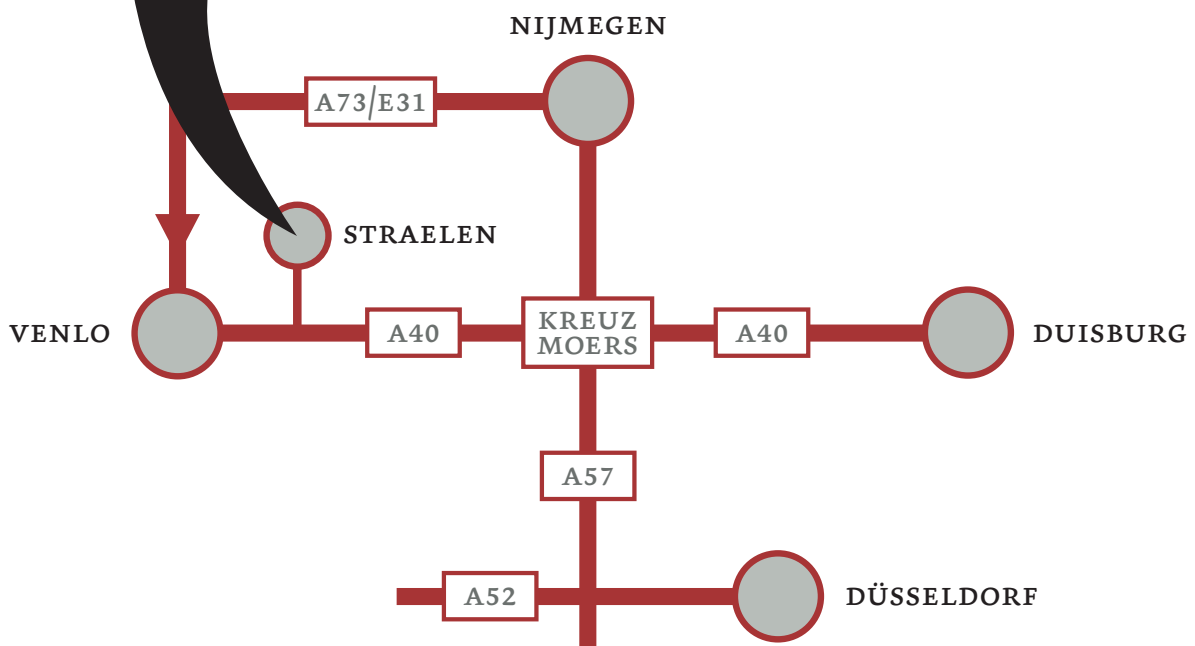 NIJMEGEN
A73/E31
STRAELEN
VENLO
A40
KREUZ
MOERS
A40
DUISBURG
A57
A52
DÜSSELDORF